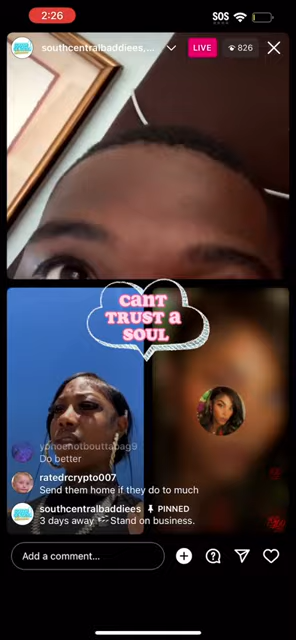 2:26
SOS
southcentralbaddiees,...
LIVE
826
CANT
TRUST a
SOUL
yphoenotbouttabag9
Do better
ratedrcrypto007
Send them home if they do to much
southcentralbaddiees PINNED
3 days away Stand on business.
Add a comment...